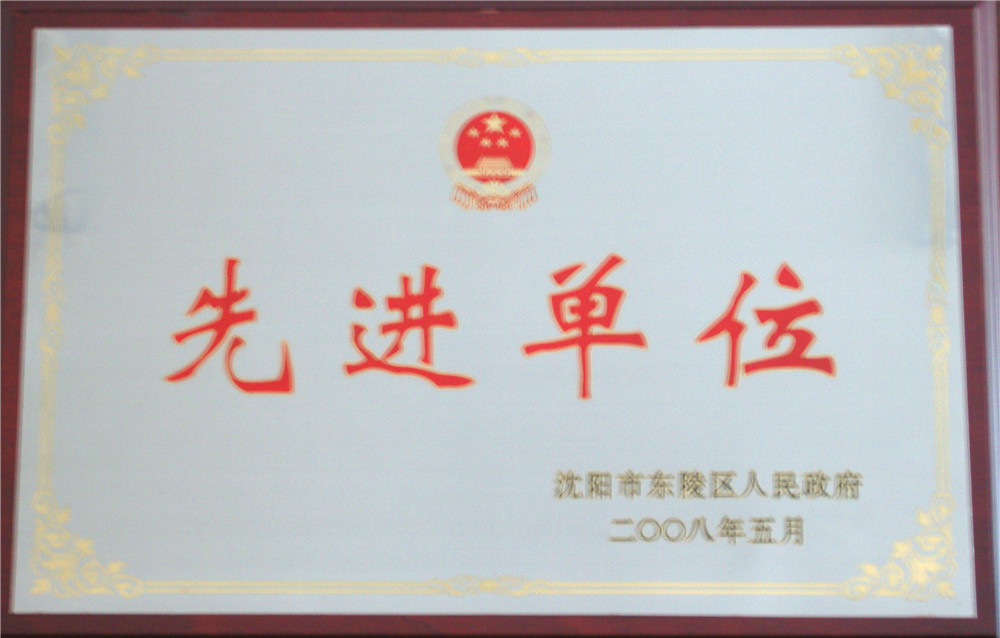 先进单位
沈阳市东陵区人民政府
二〇〇八年五月